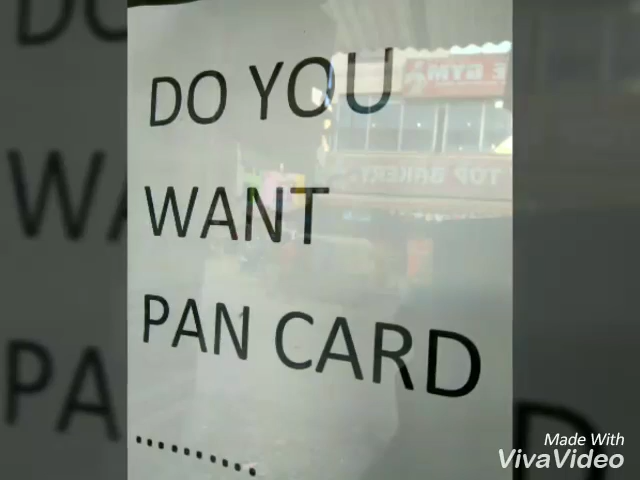 DO YOU
WANT
PAN CARD
..........
E GYM
TOP BAKERY
Made With
VivaVideo